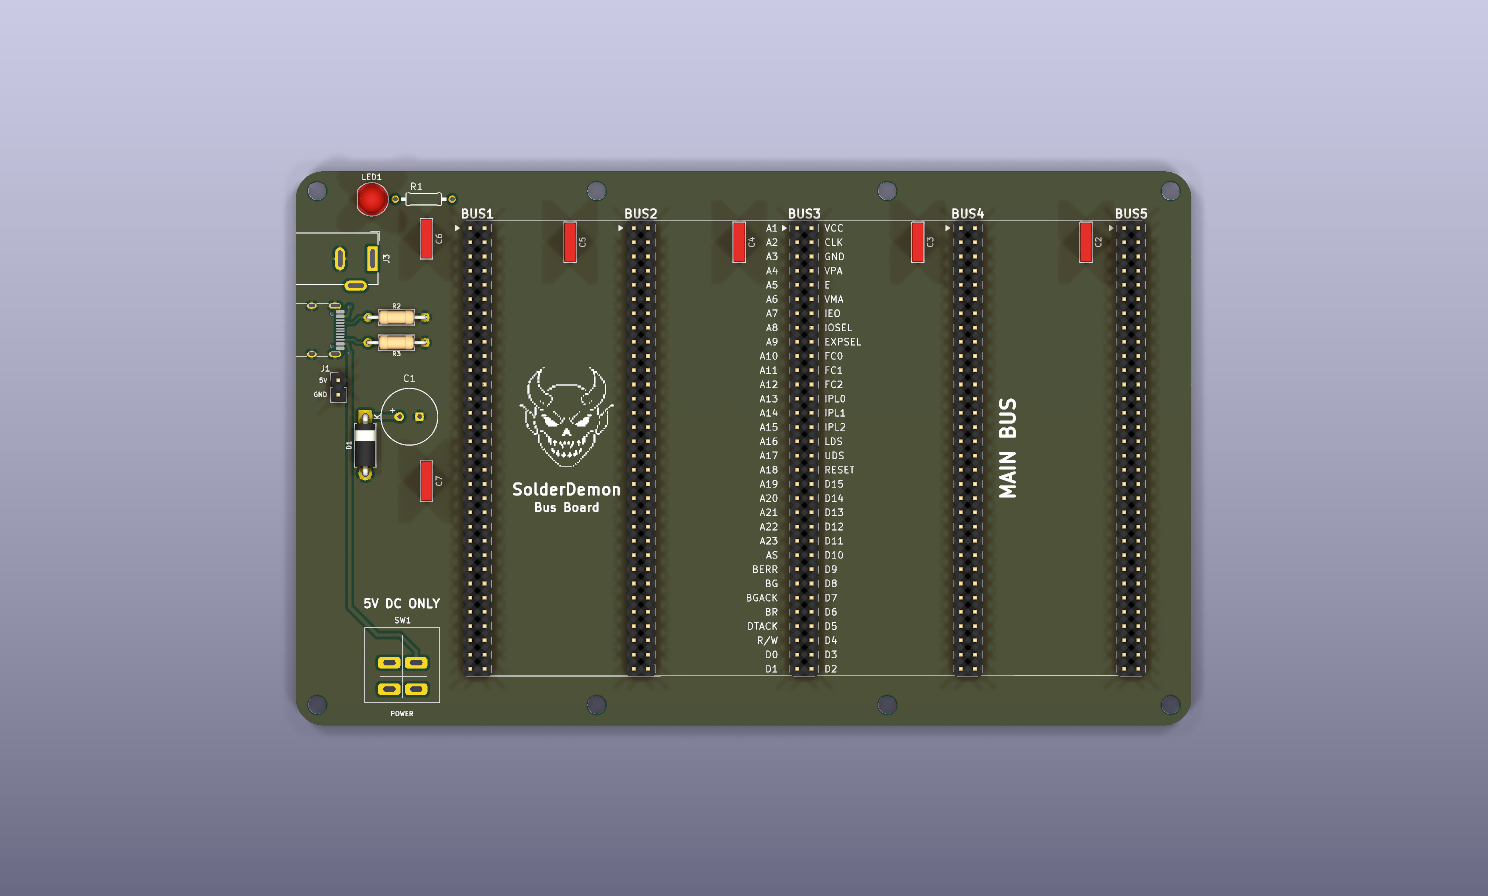 LED1
R1
C6
J3
R2
R3
J1
5V
GND
C1
+
K
D1
C7
5V DC ONLY
SW1
POWER
BUS1
BUS2
BUS3
BUS4
BUS5
C5
C4
C3
C2
A1 VCC
A2 CLK
A3 GND
A4 VPA
A5 E
A6 VMA
A7 IEO
A8 IOSEL
A9 EXPSEL
A10 FC0
A11 FC1
A12 FC2
A13 IPL0
A14 IPL1
A15 IPL2
A16 LDS
A17 UDS
A18 RESET
A19 D15
A20 D14
A21 D13
A22 D12
A23 D11
AS D10
BERR D9
BG D8
BGACK D7
BR D6
DTACK D5
R/W D4
D0 D3
D1 D2
SolderDemon
Bus Board
MAIN BUS